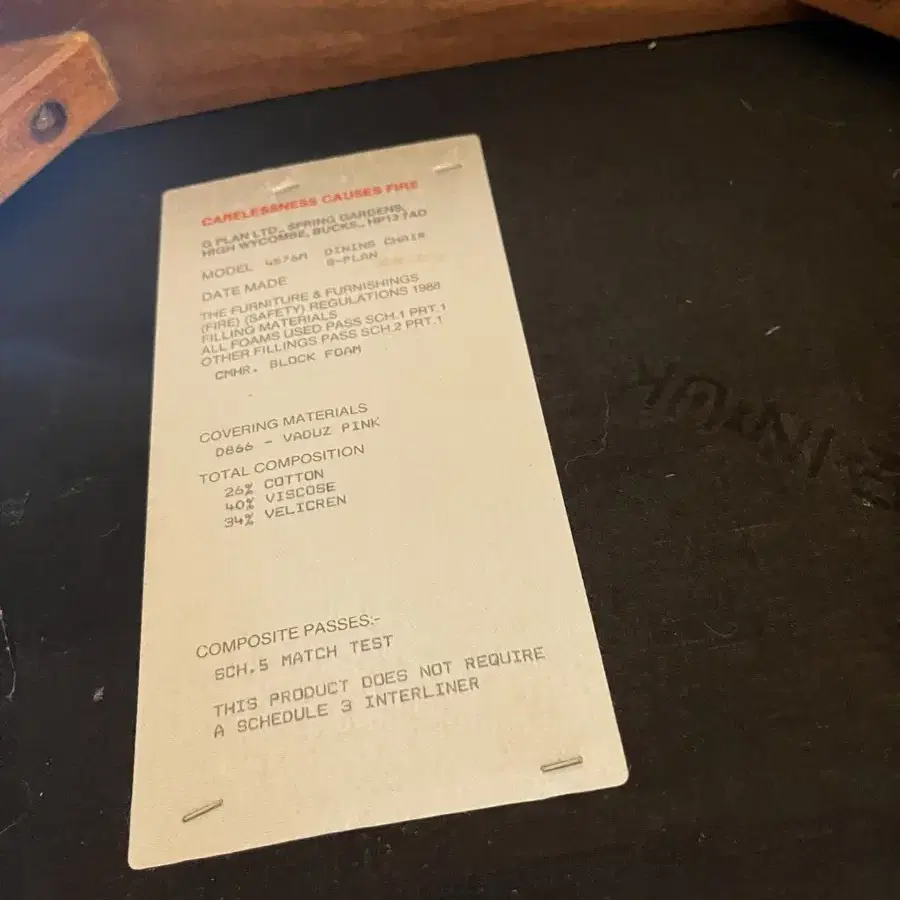 CARELESSNESS CAUSES FIRE
G PLAN LTD., SPRING GARDENS,
HIGH WYCOMBE, BUCKS., HP13 7AD
MODEL 4576M DINING CHAIR
G-PLAN
DATE MADE
THE FURNITURE & FURNISHINGS
(FIRE) (SAFETY) REGULATIONS 1988
FILLING MATERIALS
ALL FOAMS USED PASS SCH.1 PRT.1
OTHER FILLINGS PASS SCH.2 PRT.1
CMHR. BLOCK FOAM
COVERING MATERIALS
D866 - VADUZ PINK
TOTAL COMPOSITION
26% COTTON
40% VISCOSE
34% VELICREN
COMPOSITE PASSES:-
SCH.5 MATCH TEST
THIS PRODUCT DOES NOT REQUIRE
A SCHEDULE 3 INTERLINER